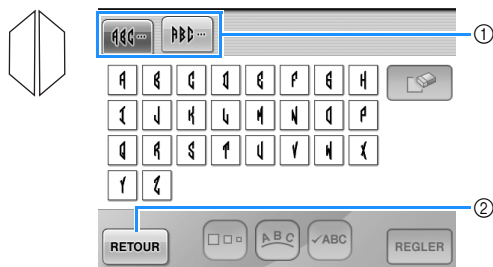 ABC ... ABC ... ①
A B C D E F G H
I J K L M N O P
Q R S T U V W X
Y Z
②
RETOUR ABC ✓ABC REGLER